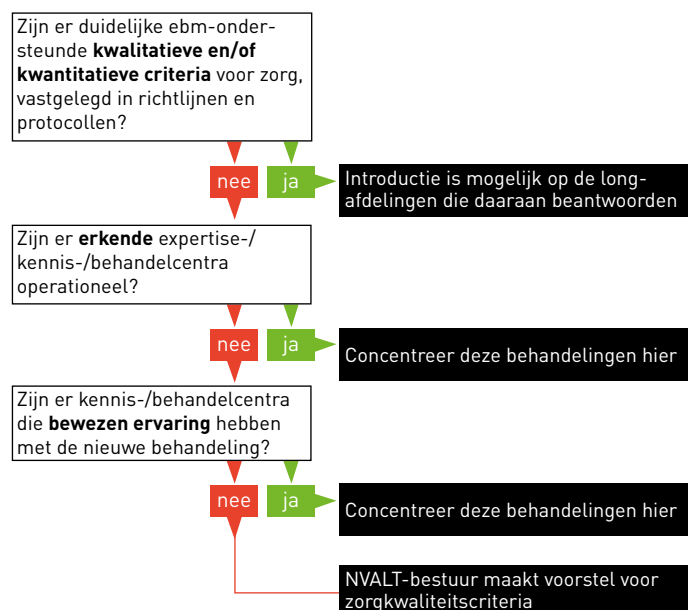 Zijn er duidelijke ebm-onder-
steunde kwalitatieve en/of
kwantitatieve criteria voor zorg,
vastgelegd in richtlijnen en
protocollen?
nee
ja
Introductie is mogelijk op de long-
afdelingen die daaraan beantwoorden
Zijn er erkende expertise-/
kennis-/behandelcentra
operationeel?
nee
ja
Concentreer deze behandelingen hier
Zijn er kennis-/behandelcentra
die bewezen ervaring hebben
met de nieuwe behandeling?
nee
ja
Concentreer deze behandelingen hier
NVALT-bestuur maakt voorstel voor
zorgkwaliteitscriteria